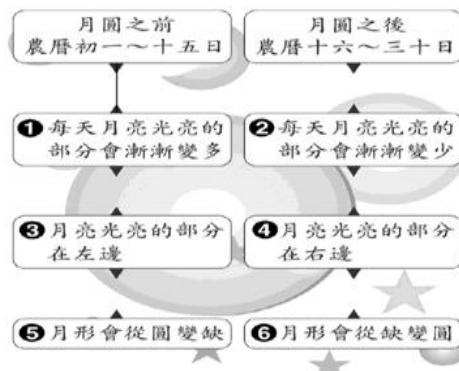 月圓之前
農曆初一～十五日
月圓之後
農曆十六～三十日
❶每天月亮光亮的
部分會漸漸變多
❷每天月亮光亮的
部分會漸漸變少
❸月亮光亮的部分
在左邊
❹月亮光亮的部分
在右邊
❺月形會從圓變缺
❻月形會從缺變圓